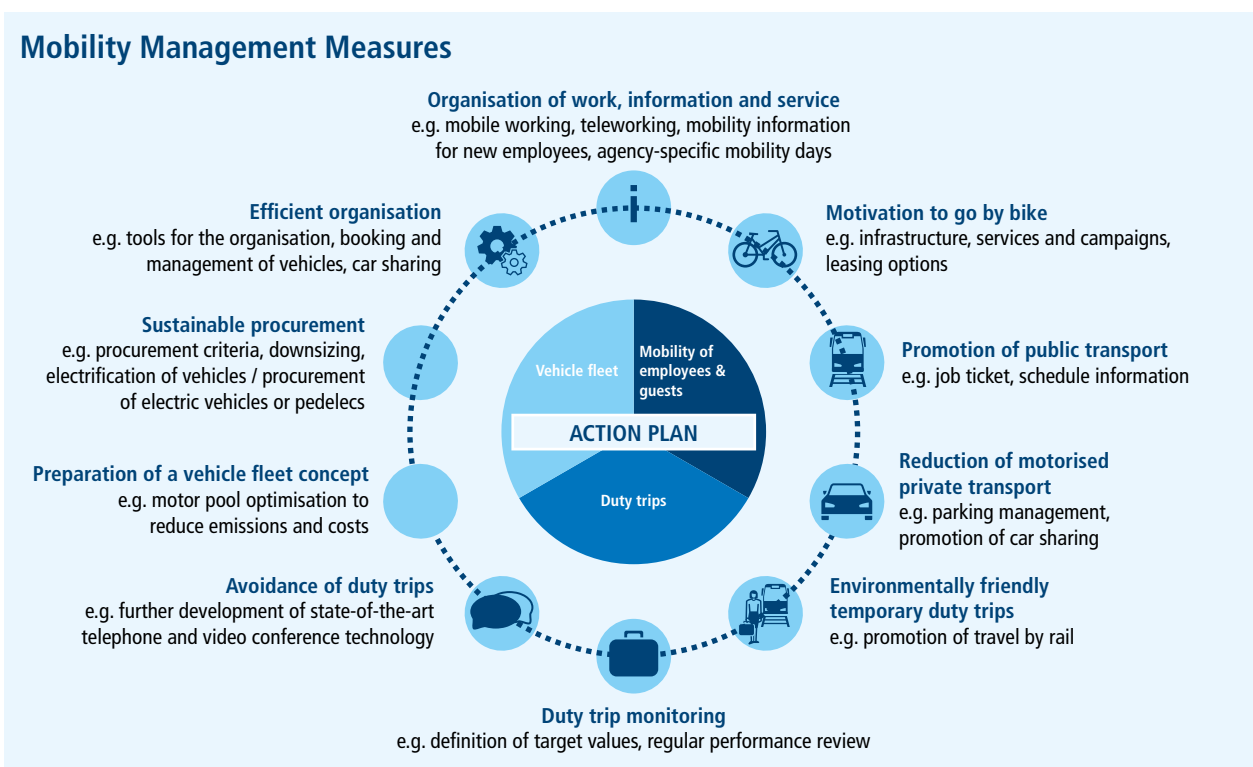 Mobility Management Measures
Organisation of work, information and service
e.g. mobile working, teleworking, mobility information
for new employees, agency-specific mobility days
Efficient organisation
e.g. tools for the organisation, booking and
management of vehicles, car sharing
Motivation to go by bike
e.g. infrastructure, services and campaigns,
leasing options
Sustainable procurement
e.g. procurement criteria, downsizing,
electrification of vehicles / procurement
of electric vehicles or pedelecs
Promotion of public transport
e.g. job ticket, schedule information
Vehicle fleet
Mobility of
employees &
guests
ACTION PLAN
Duty trips
Preparation of a vehicle fleet concept
e.g. motor pool optimisation to
reduce emissions and costs
Reduction of motorised
private transport
e.g. parking management,
promotion of car sharing
Avoidance of duty trips
e.g. further development of state-of-the-art
telephone and video conference technology
Environmentally friendly
temporary duty trips
e.g. promotion of travel by rail
Duty trip monitoring
e.g. definition of target values, regular performance review